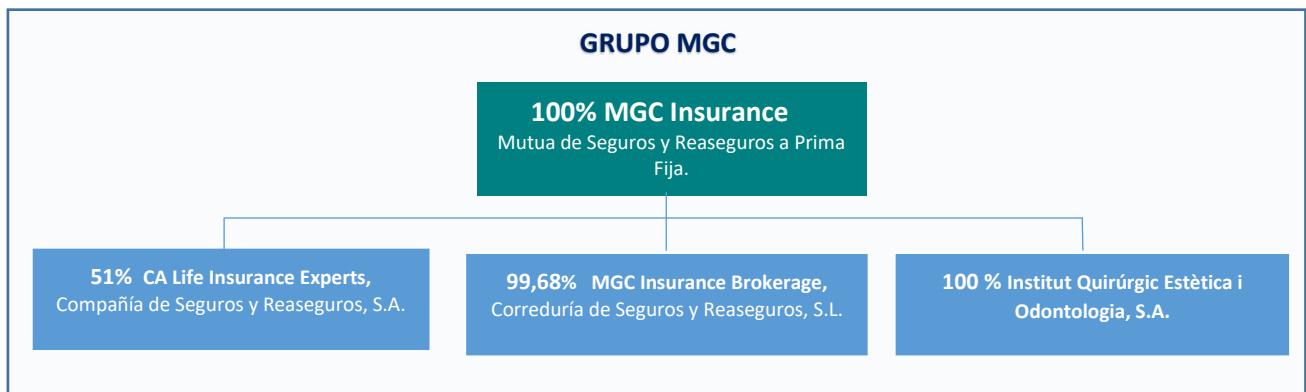 GRUPO MGC
100% MGC Insurance
Mutua de Seguros y Reaseguros a Prima
Fija.
51% CA Life Insurance Experts,
Compañía de Seguros y Reaseguros, S.A.
99,68% MGC Insurance Brokerage,
Correduría de Seguros y Reaseguros, S.L.
100 % Institut Quirúrgic Estètica i
Odontologia, S.A.